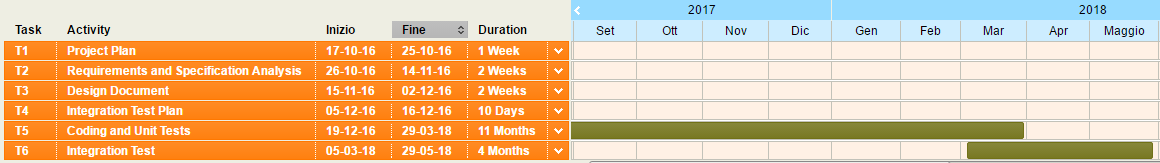 2017 2018
Task Activity Inizio Fine Duration Set Ott Nov Dic Gen Feb Mar Apr Maggio
T1 Project Plan 17-10-16 25-10-16 1 Week
T2 Requirements and Specification Analysis 26-10-16 14-11-16 2 Weeks
T3 Design Document 15-11-16 02-12-16 2 Weeks
T4 Integration Test Plan 05-12-16 16-12-16 10 Days
T5 Coding and Unit Tests 19-12-16 29-03-18 11 Months
T6 Integration Test 05-03-18 29-05-18 4 Months